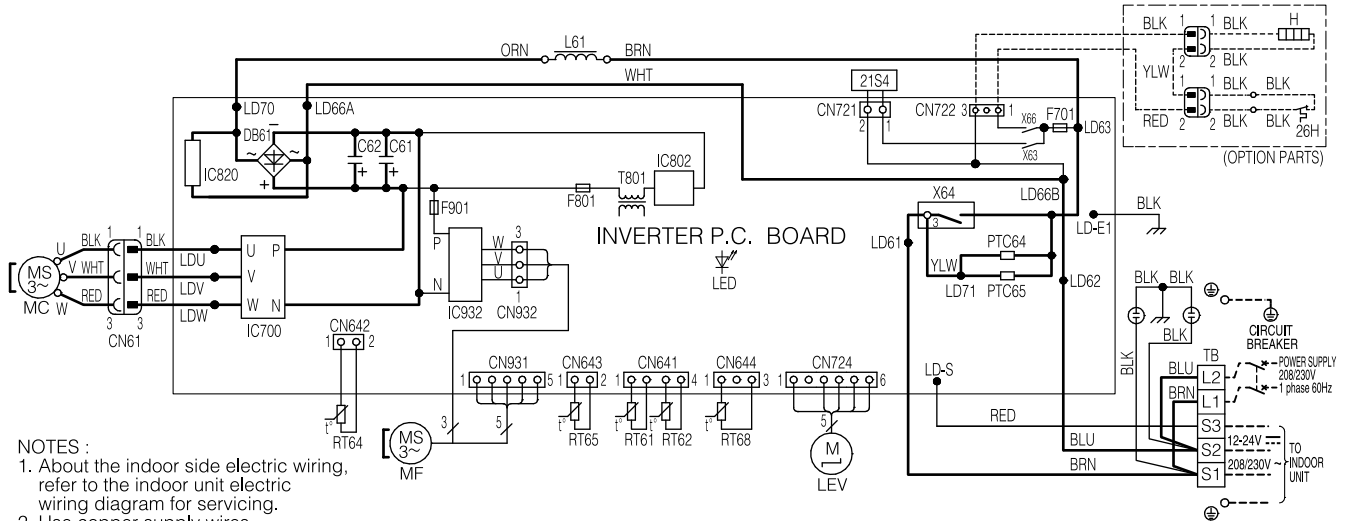 ORN L61 BRN
WHT
LD70 LD66A
DB61
− ~ ~ +
IC820
C62 C61
+ +
21S4
CN721
2 1
CN722 3 1
X66
X63
F701
LD63
BLK 1 1 BLK H
BLK
2 2
YLW
1 1 BLK BLK
RED 2 2 BLK BLK 26H
(OPTION PARTS)
T801 IC802
F801
F901
X64
3
LD66B
LD61
YLW
PTC64
LD71 PTC65
LD62
LD-E1
BLK
INVERTER P.C. BOARD
LED
MS
3~
MC
U BLK 1 1 BLK LDU U P
V WHT WHT LDV V
W RED 3 3 RED LDW W N
CN61
IC700
P
N
IC932
W 3
V
U 1
CN932
CN642
1 2
t°
RT64
CN931
1 5
3 5
MS
3~
MF
CN643
1 2
t°
RT65
CN641
1 4
t° t°
RT61 RT62
CN644
1 3
t°
RT68
CN724
1 6
5
M
LEV
LD-S
RED
BLU
BRN
BLK BLK
BLK
BLK
CIRCUIT
BREAKER
TB
BLU L2
BRN L1
S3
S2
S1
POWER SUPPLY
208/230V
1 phase 60Hz
12-24V
208/230V ~
TO
INDOOR
UNIT
NOTES :
1. About the indoor side electric wiring,
refer to the indoor unit electric
wiring diagram for servicing.
2. Use copper supply wires.